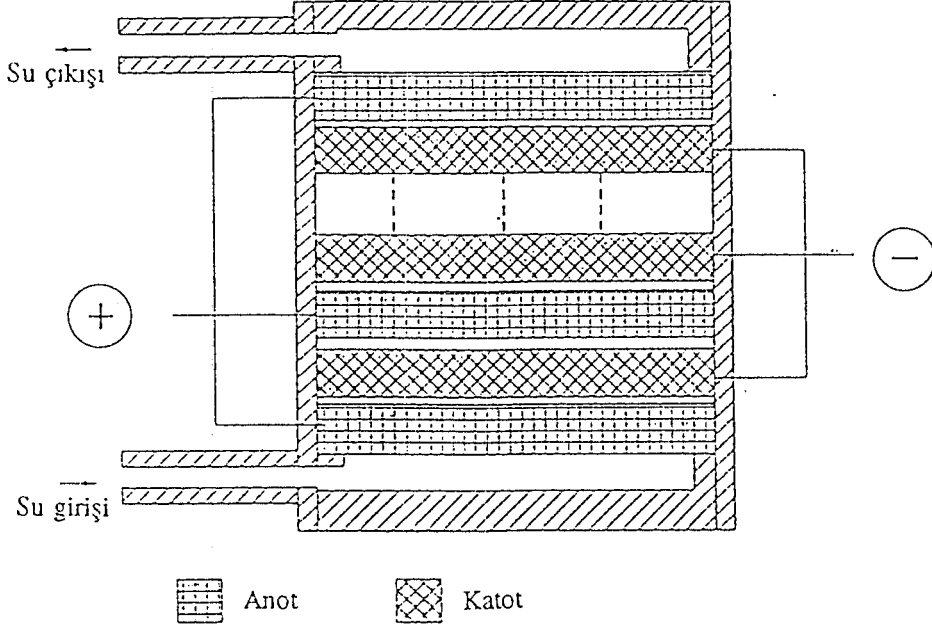 Su çıkışı
+
−
Su girişi
Anot
Katot